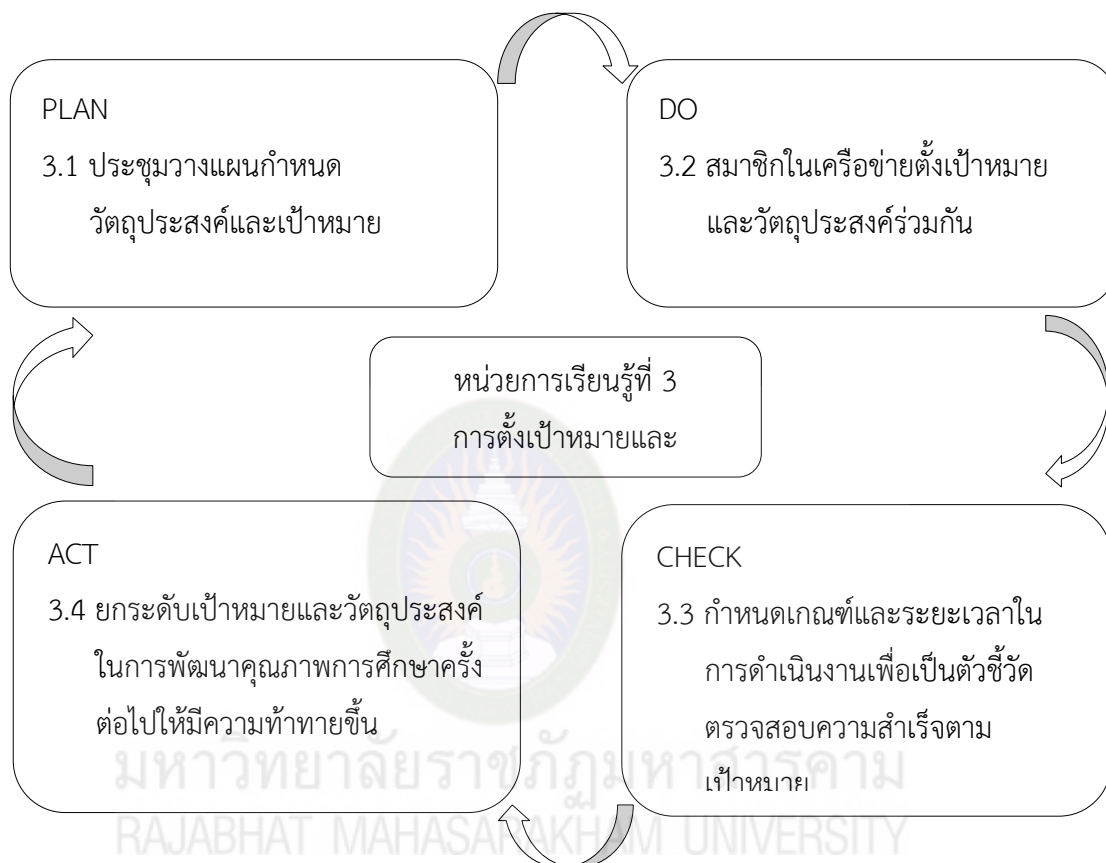 PLAN
3.1 ประชุมวางแผนกำหนด
วัตถุประสงค์และเป้าหมาย
DO
3.2 สมาชิกในเครือข่ายตั้งเป้าหมาย
และวัตถุประสงค์ร่วมกัน
หน่วยการเรียนรู้ที่ 3
การตั้งเป้าหมายและ
ACT
3.4 ยกระดับเป้าหมายและวัตถุประสงค์
ในการพัฒนาคุณภาพการศึกษาครั้ง
ต่อไปให้มีความท้าทายขึ้น
CHECK
3.3 กำหนดเกณฑ์และระยะเวลาใน
การดำเนินงานเพื่อเป็นตัวชี้วัด
ตรวจสอบความสำเร็จตาม
เป้าหมาย
มหาวิทยาลัยราชภัฏมหาสารคาม
RAJABHAT MAHASARAKHAM UNIVERSITY